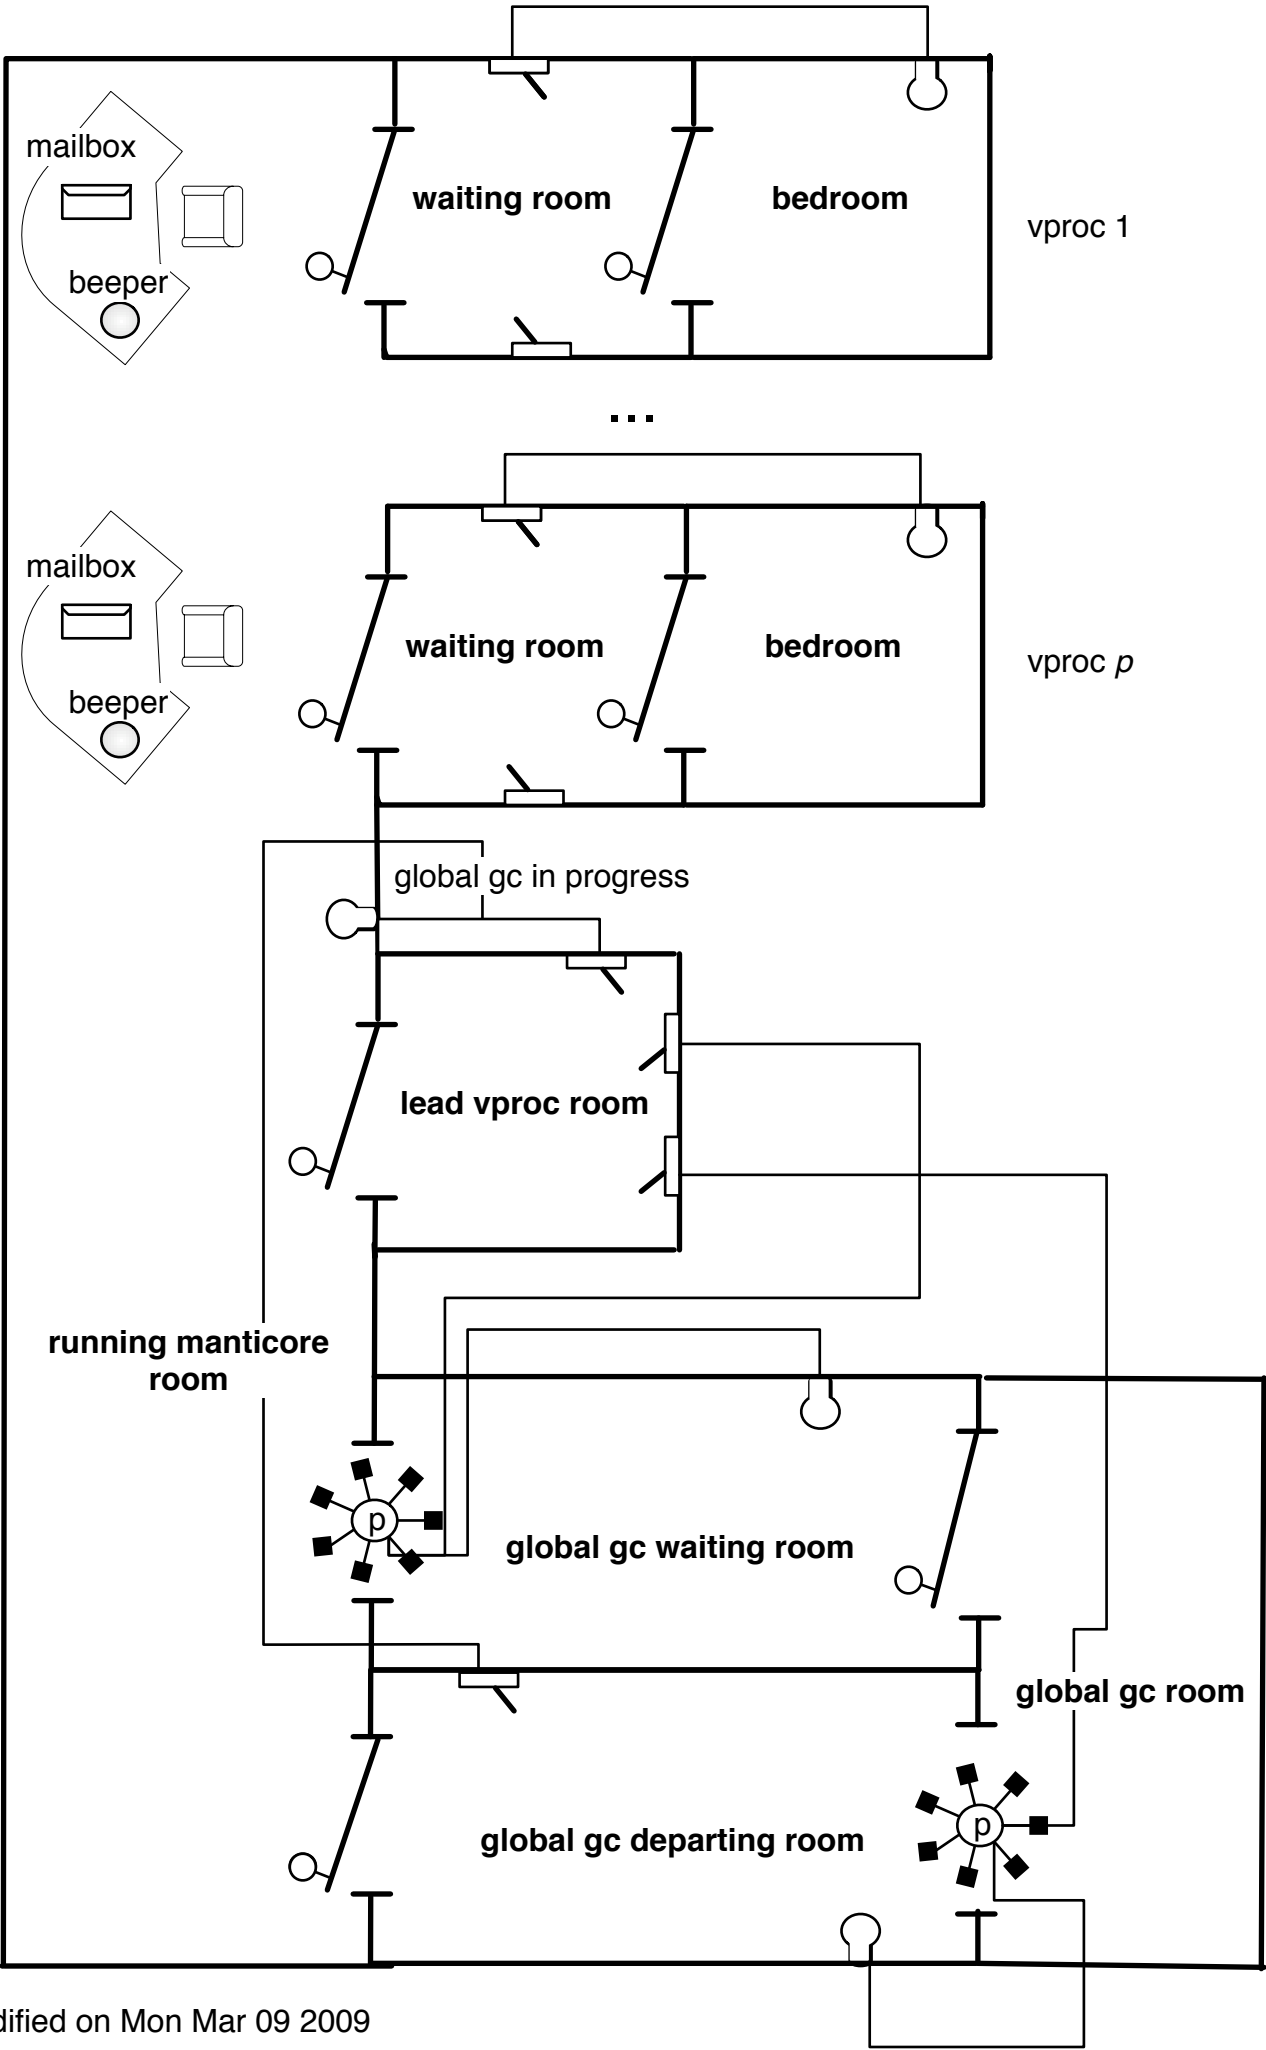 mailbox
waiting room
bedroom
vproc 1
beeper
...
mailbox
waiting room
bedroom
vproc p
beeper
global gc in progress
lead vproc room
running manticore
room
p
global gc waiting room
global gc room
p
global gc departing room
dified on Mon Mar 09 2009